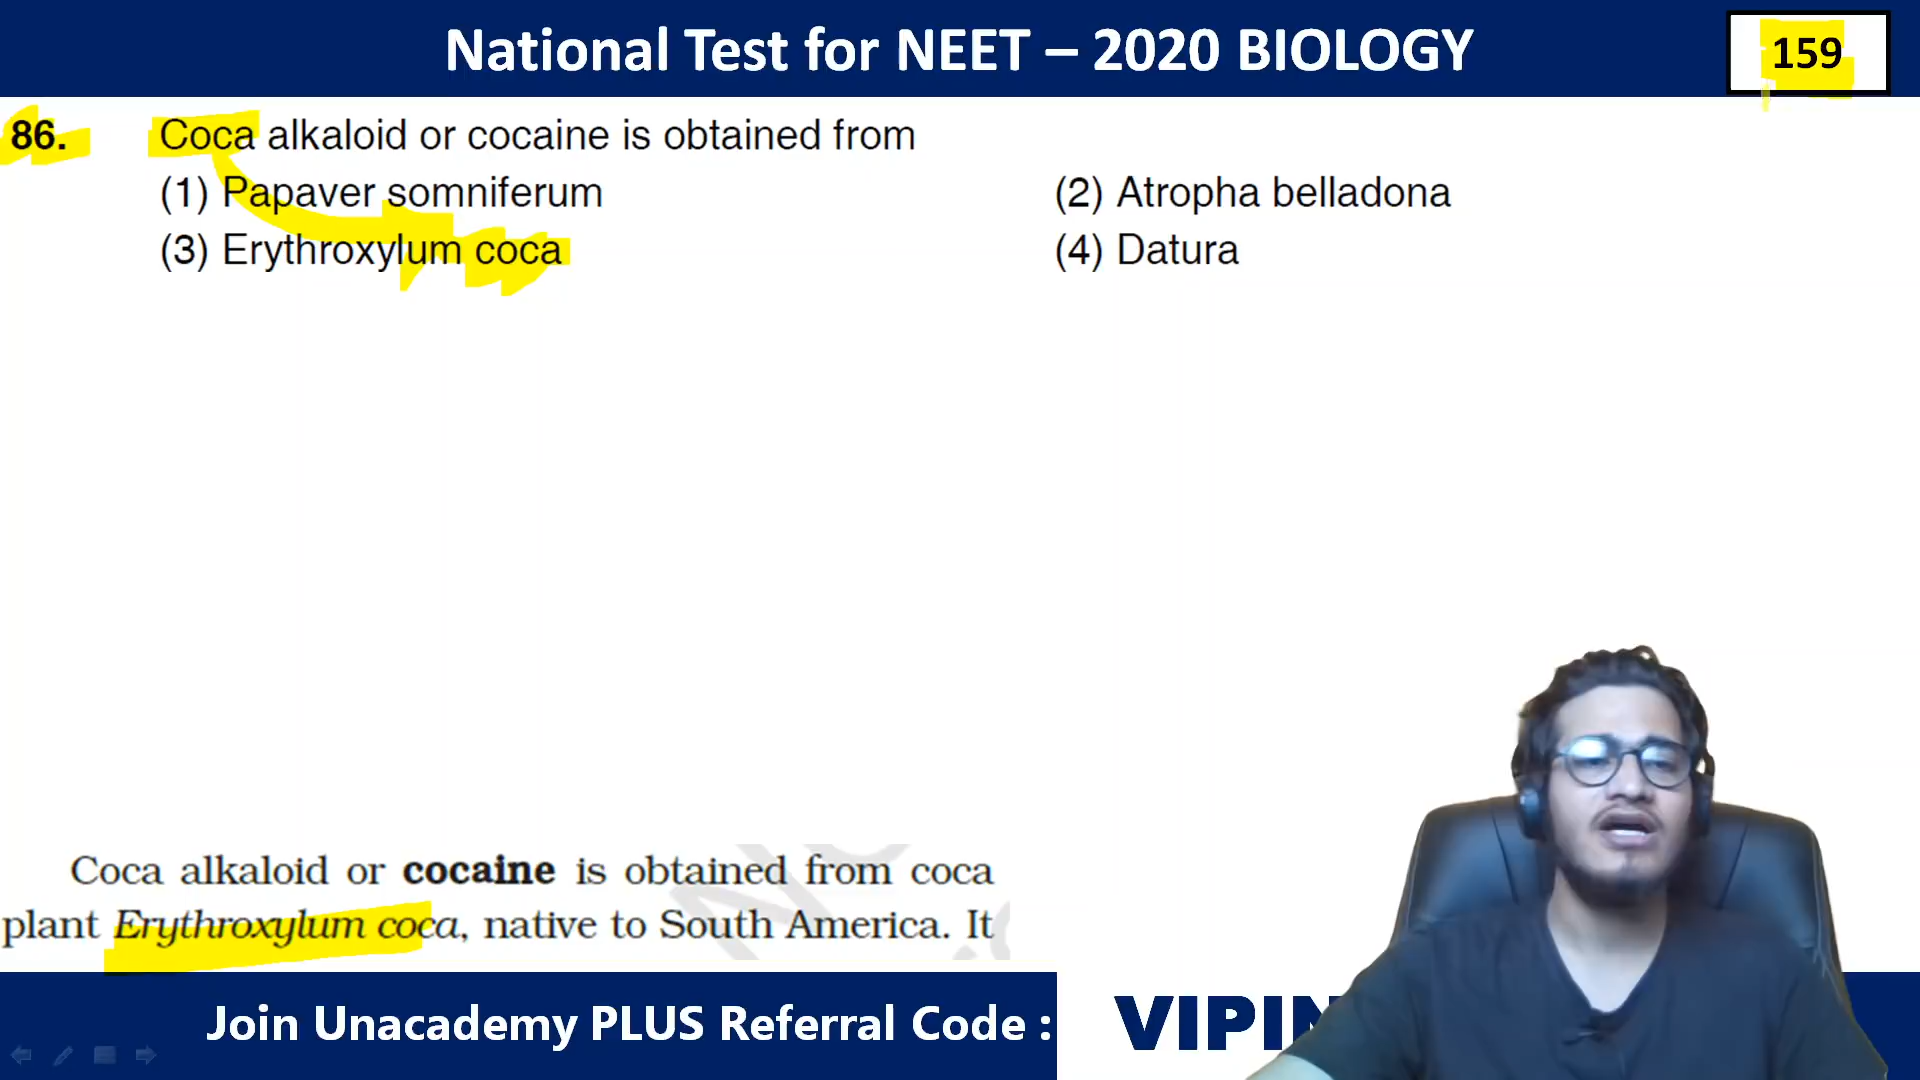 National Test for NEET – 2020 BIOLOGY
159
86. Coca alkaloid or cocaine is obtained from
(1) Papaver somniferum (2) Atropha belladona
(3) Erythroxylum coca (4) Datura
Coca alkaloid or cocaine is obtained from coca
plant Erythroxylum coca, native to South America. It
Join Unacademy PLUS Referral Code :